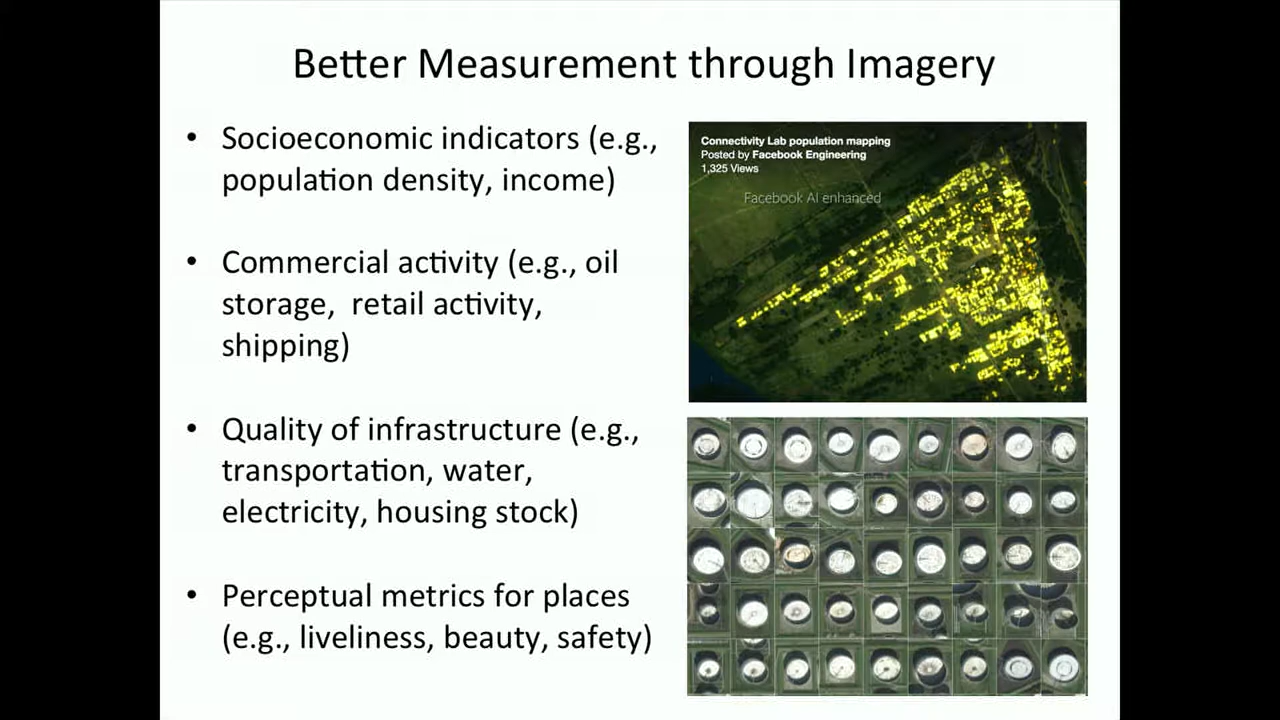 Better Measurement through Imagery
• Socioeconomic indicators (e.g.,
population density, income)
• Commercial activity (e.g., oil
storage,  retail activity,
shipping)
• Quality of infrastructure (e.g.,
transportation, water,
electricity, housing stock)
• Perceptual metrics for places
(e.g., liveliness, beauty, safety)
Connectivity Lab population mapping
Posted by Facebook Engineering
1,325 Views
Facebook AI enhanced